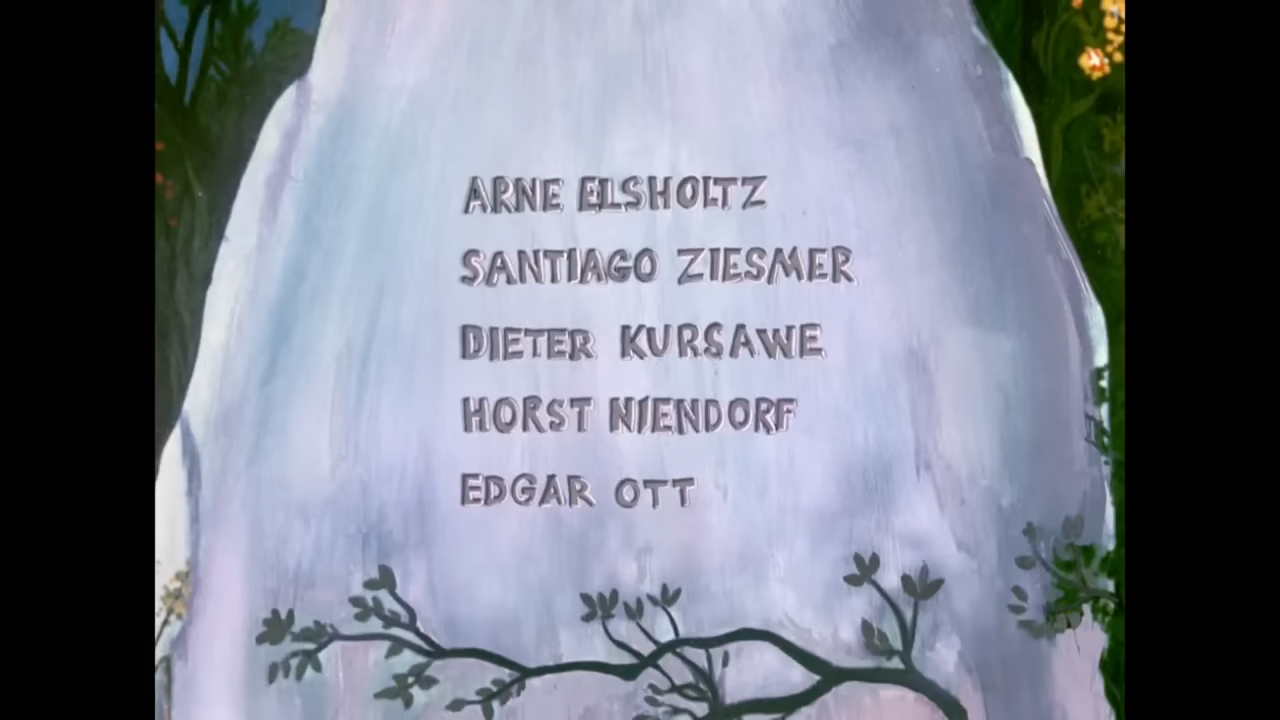 ARNE ELSHOLTZ
SANTIAGO ZIESMER
DIETER KURSAWE
HORST NIENDORF
EDGAR OTT